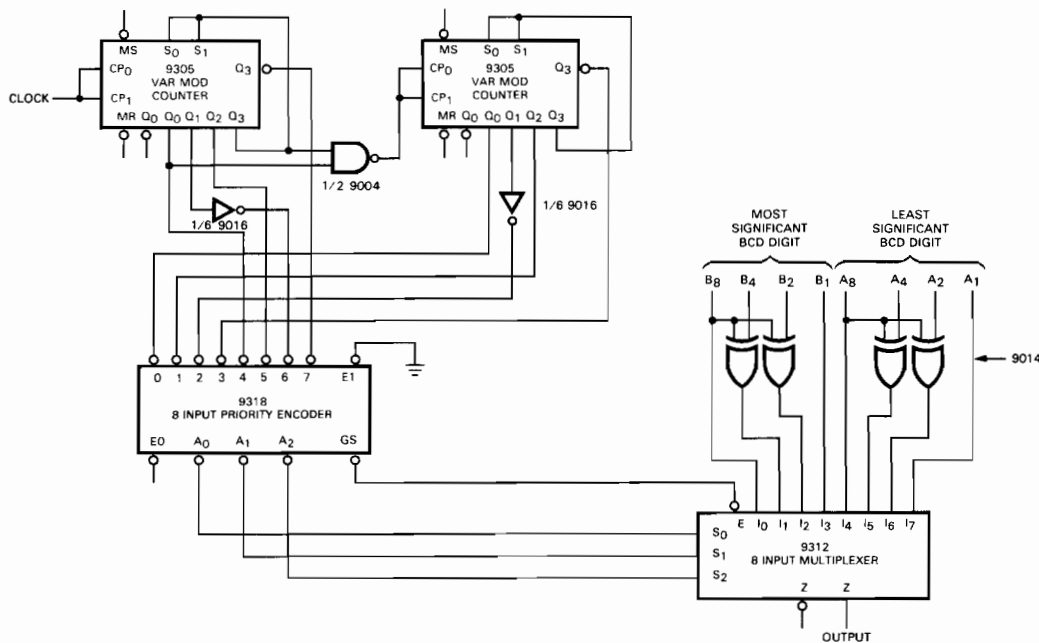 MS S0 S1
CP0 9305 Q3
VAR MOD
COUNTER
CLOCK
CP1
MR Q0 Q0 Q1 Q2 Q3
MS S0 S1
CP0 9305 Q3
VAR MOD
CP1 COUNTER
MR Q0 Q0 Q1 Q2 Q3
1/2 9004
1/6 9016
1/6 9016
MOST
SIGNIFICANT
BCD DIGIT
LEAST
SIGNIFICANT
BCD DIGIT
B8 B4 B2 B1 A8 A4 A2 A1
9014
0 1 2 3 4 5 6 7 E1
9318
8 INPUT PRIORITY ENCODER
E0 A0 A1 A2 GS
E I0 I1 I2 I3 I4 I5 I6 I7
S0
9312
S1
8 INPUT MULTIPLEXER
S2
Z Z
OUTPUT